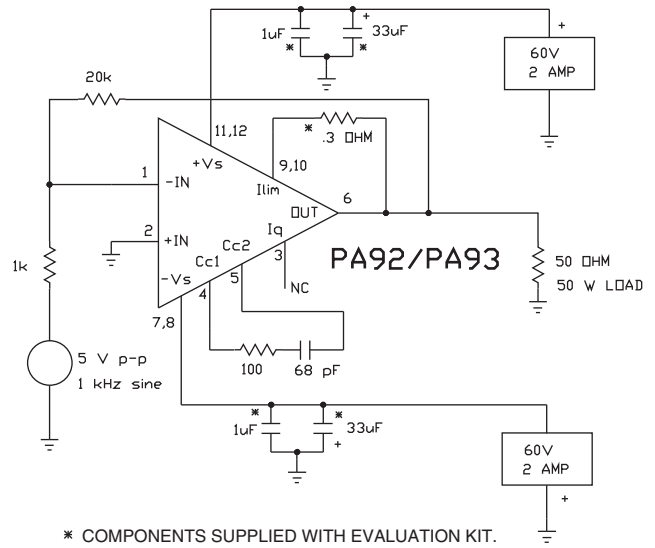 +
1uF
*
+
33uF
*
60V
2 AMP
20k
11,12
+Vs
*
.3 OHM
9,10
Ilim
1
-IN
6
OUT
2
+IN
Iq
3
PA92/PA93
Cc2
Cc1
5
-Vs
4
NC
7,8
1k
50 OHM
50 W LOAD
5 V p-p
1 kHz sine
100
68 pF
*
1uF
*
33uF
+
60V
2 AMP
+
* COMPONENTS SUPPLIED WITH EVALUATION KIT.